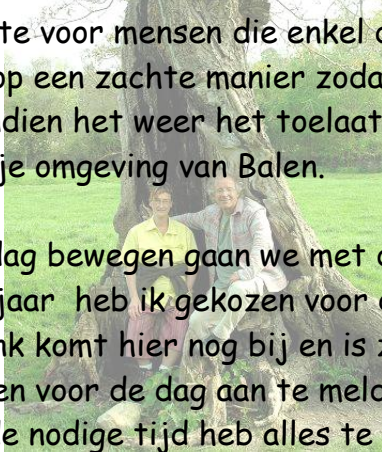 te voor mensen die enkel
op een zachte manier zoda
dien het weer het toelaat
je omgeving van Balen.
dag bewegen gaan we met
jaar heb ik gekozen voor
nk komt hier nog bij en is
en voor de dag aan te meld
e nodige tijd heb alles te